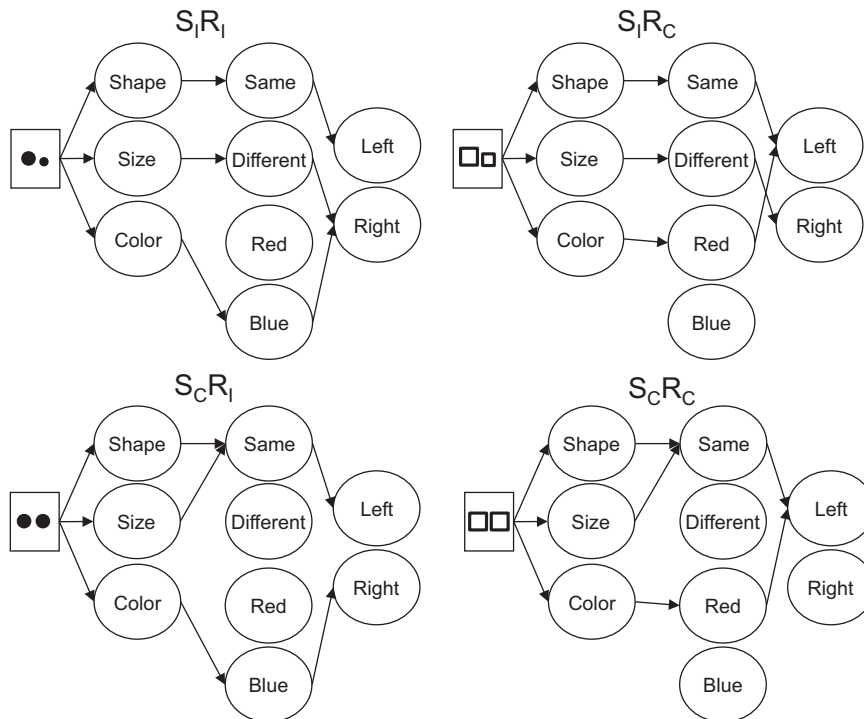 SIRI
Shape
Same
Left
Size
Different
Right
Color
Red
Blue
SIRC
Shape
Same
Left
Size
Different
Right
Color
Red
Blue
SCRI
Shape
Same
Left
Size
Different
Right
Color
Red
Blue
SCRC
Shape
Same
Left
Size
Different
Right
Color
Red
Blue